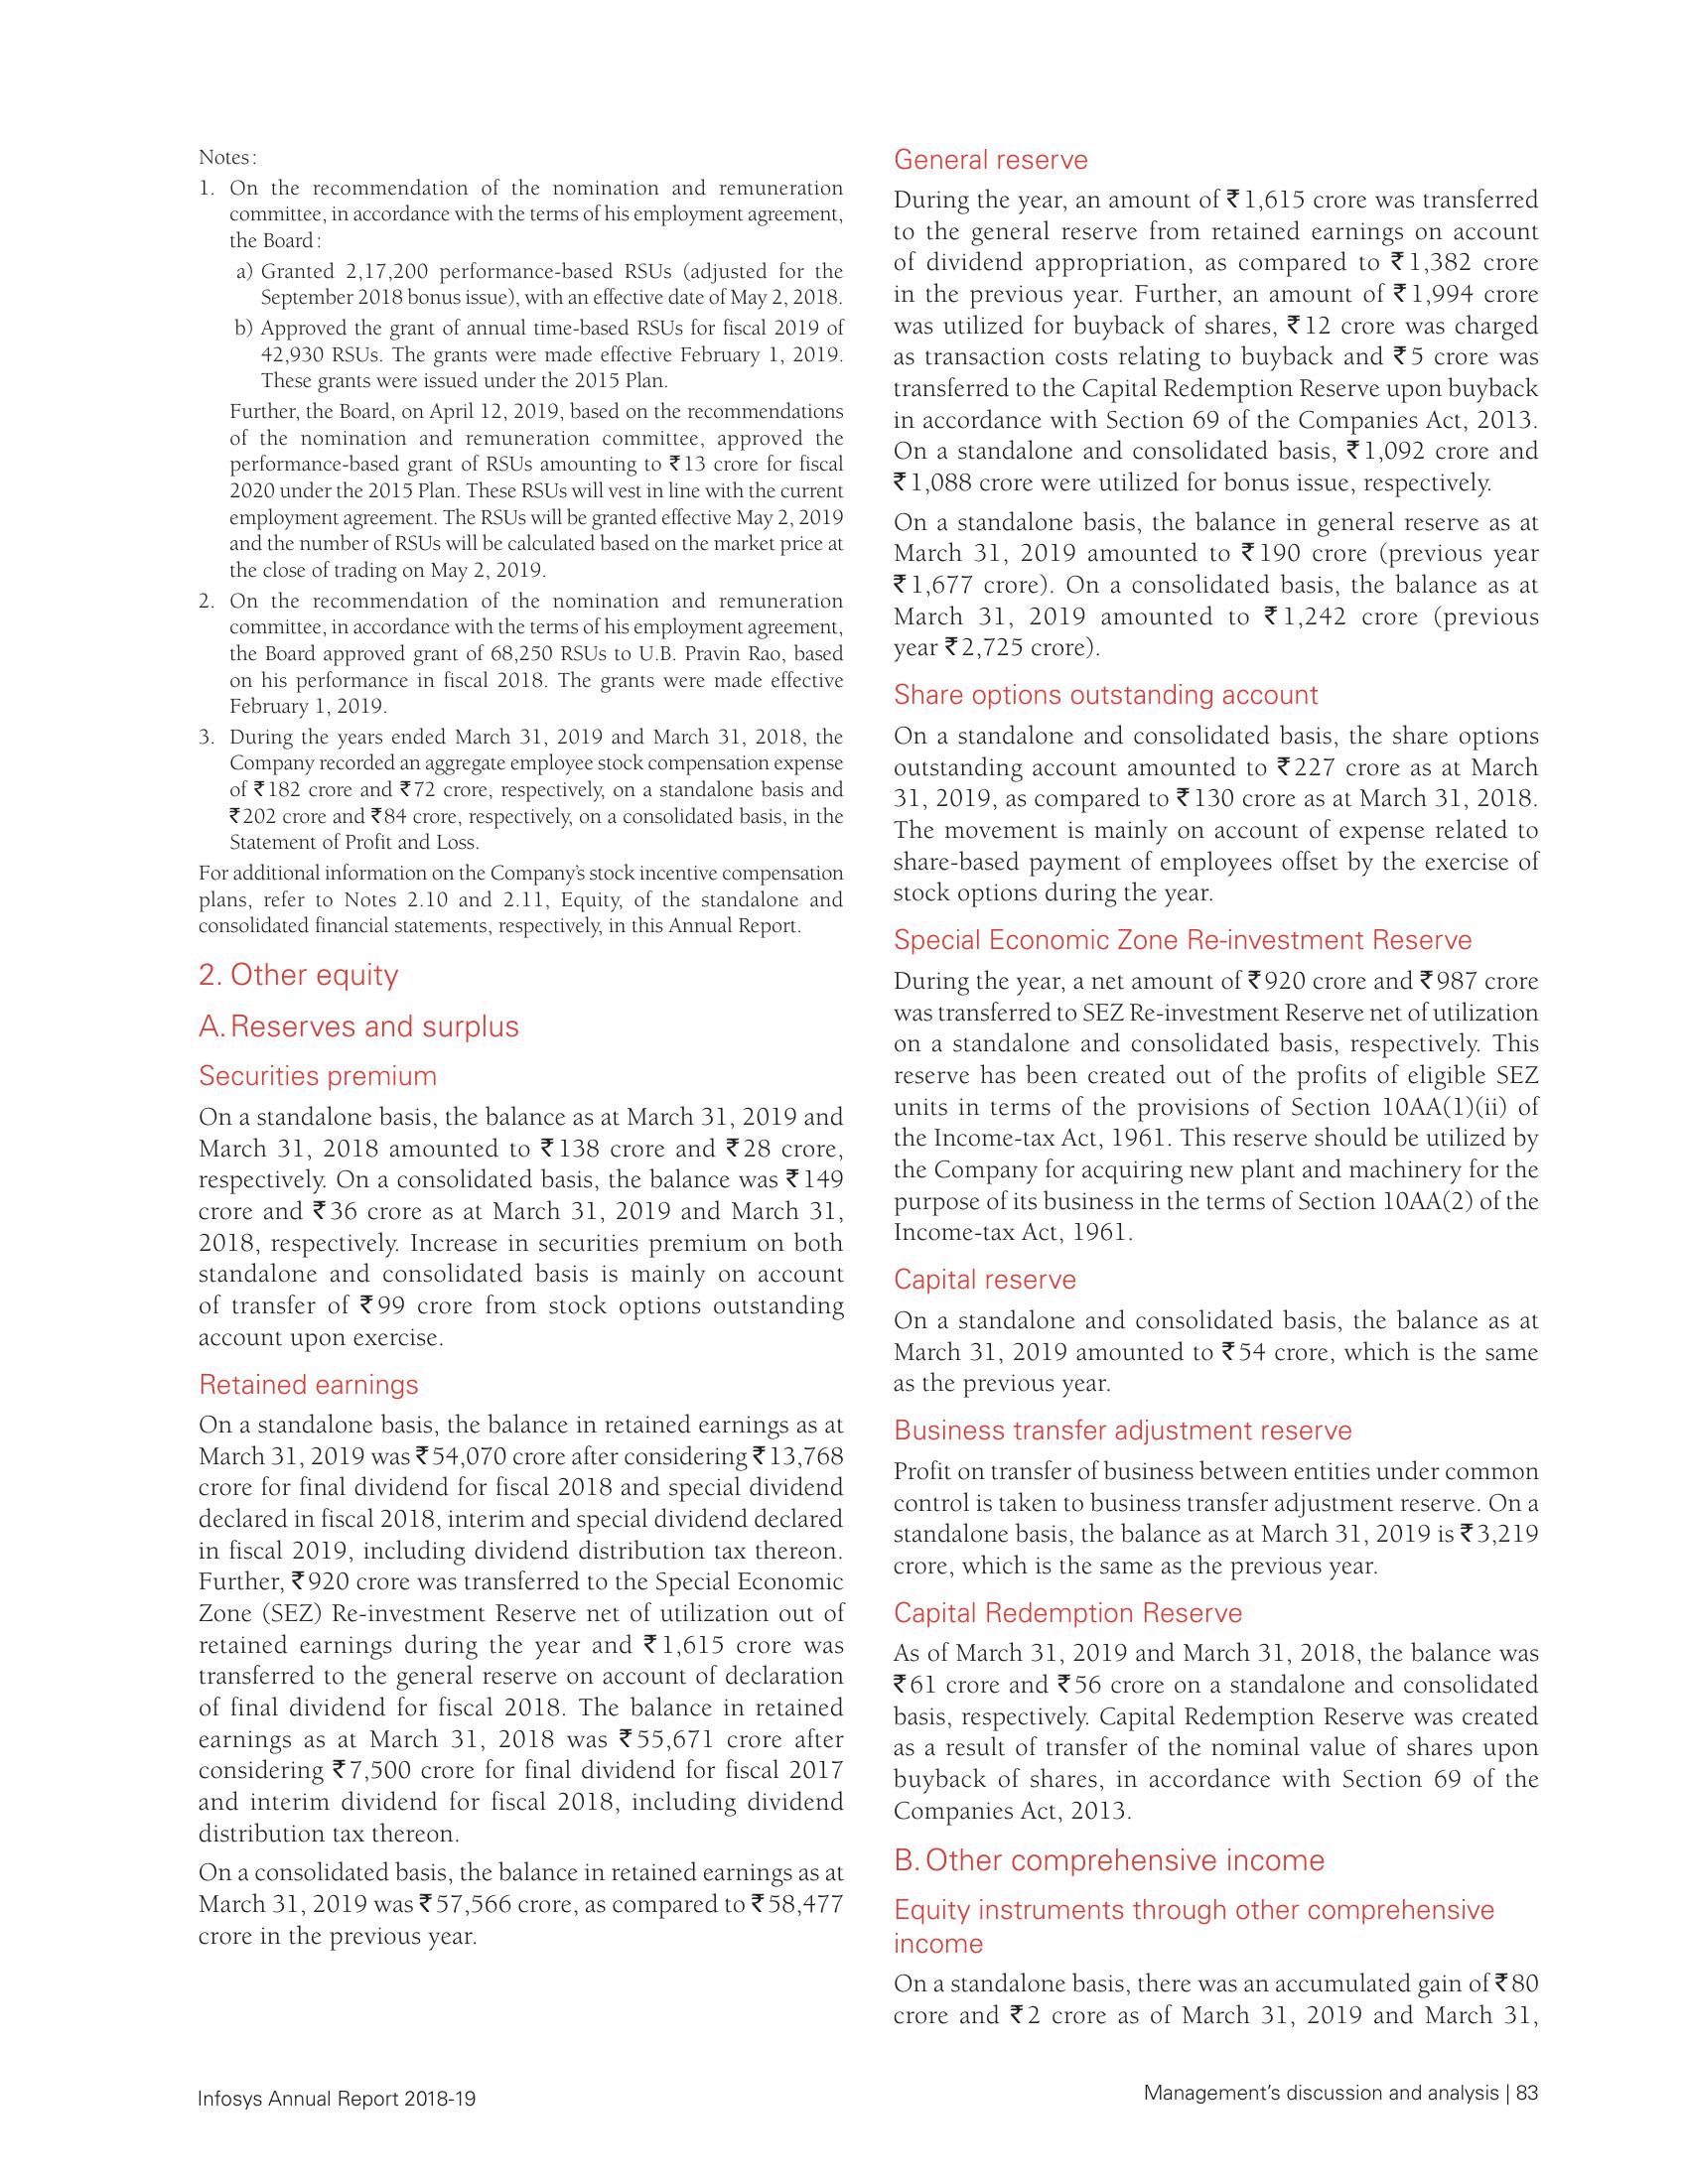 Notes:
1. On the recommendation of the nomination and remuneration
committee, in accordance with the terms of his employment agreement,
the Board:
a) Granted 2,17,200 performance-based RSUs (adjusted for the
September 2018 bonus issue), with an effective date of May 2, 2018.
b) Approved the grant of annual time-based RSUs for fiscal 2019 of
42,930 RSUs. The grants were made effective February 1, 2019.
These grants were issued under the 2015 Plan.
Further, the Board, on April 12, 2019, based on the recommendations
of the nomination and remuneration committee, approved the
performance-based grant of RSUs amounting to ₹13 crore for fiscal
2020 under the 2015 Plan. These RSUs will vest in line with the current
employment agreement. The RSUs will be granted effective May 2, 2019
and the number of RSUs will be calculated based on the market price at
the close of trading on May 2, 2019.
2. On the recommendation of the nomination and remuneration
committee, in accordance with the terms of his employment agreement,
the Board approved grant of 68,250 RSUs to U.B. Pravin Rao, based
on his performance in fiscal 2018. The grants were made effective
February 1, 2019.
3. During the years ended March 31, 2019 and March 31, 2018, the
Company recorded an aggregate employee stock compensation expense
of ₹182 crore and ₹72 crore, respectively, on a standalone basis and
₹202 crore and ₹84 crore, respectively, on a consolidated basis, in the
Statement of Profit and Loss.
For additional information on the Company's stock incentive compensation
plans, refer to Notes 2.10 and 2.11, Equity, of the standalone and
consolidated financial statements, respectively, in this Annual Report.
2. Other equity
A. Reserves and surplus
Securities premium
On a standalone basis, the balance as at March 31, 2019 and
March 31, 2018 amounted to ₹138 crore and ₹28 crore,
respectively. On a consolidated basis, the balance was ₹149
crore and ₹36 crore as at March 31, 2019 and March 31,
2018, respectively. Increase in securities premium on both
standalone and consolidated basis is mainly on account
of transfer of ₹99 crore from stock options outstanding
account upon exercise.
Retained earnings
On a standalone basis, the balance in retained earnings as at
March 31, 2019 was ₹54,070 crore after considering ₹13,768
crore for final dividend for fiscal 2018 and special dividend
declared in fiscal 2018, interim and special dividend declared
in fiscal 2019, including dividend distribution tax thereon.
Further, ₹920 crore was transferred to the Special Economic
Zone (SEZ) Re-investment Reserve net of utilization out of
retained earnings during the year and ₹1,615 crore was
transferred to the general reserve on account of declaration
of final dividend for fiscal 2018. The balance in retained
earnings as at March 31, 2018 was ₹55,671 crore after
considering ₹7,500 crore for final dividend for fiscal 2017
and interim dividend for fiscal 2018, including dividend
distribution tax thereon.
On a consolidated basis, the balance in retained earnings as at
March 31, 2019 was ₹57,566 crore, as compared to ₹58,477
crore in the previous year.
General reserve
During the year, an amount of ₹1,615 crore was transferred
to the general reserve from retained earnings on account
of dividend appropriation, as compared to ₹1,382 crore
in the previous year. Further, an amount of ₹1,994 crore
was utilized for buyback of shares, ₹12 crore was charged
as transaction costs relating to buyback and ₹5 crore was
transferred to the Capital Redemption Reserve upon buyback
in accordance with Section 69 of the Companies Act, 2013.
On a standalone and consolidated basis, ₹1,092 crore and
₹1,088 crore were utilized for bonus issue, respectively.
On a standalone basis, the balance in general reserve as at
March 31, 2019 amounted to ₹190 crore (previous year
₹1,677 crore). On a consolidated basis, the balance as at
March 31, 2019 amounted to ₹1,242 crore (previous
year ₹2,725 crore).
Share options outstanding account
On a standalone and consolidated basis, the share options
outstanding account amounted to ₹227 crore as at March
31, 2019, as compared to ₹130 crore as at March 31, 2018.
The movement is mainly on account of expense related to
share-based payment of employees offset by the exercise of
stock options during the year.
Special Economic Zone Re-investment Reserve
During the year, a net amount of ₹920 crore and ₹987 crore
was transferred to SEZ Re-investment Reserve net of utilization
on a standalone and consolidated basis, respectively. This
reserve has been created out of the profits of eligible SEZ
units in terms of the provisions of Section 10AA(1)(ii) of
the Income-tax Act, 1961. This reserve should be utilized by
the Company for acquiring new plant and machinery for the
purpose of its business in the terms of Section 10AA(2) of the
Income-tax Act, 1961.
Capital reserve
On a standalone and consolidated basis, the balance as at
March 31, 2019 amounted to ₹54 crore, which is the same
as the previous year.
Business transfer adjustment reserve
Profit on transfer of business between entities under common
control is taken to business transfer adjustment reserve. On a
standalone basis, the balance as at March 31, 2019 is ₹3,219
crore, which is the same as the previous year.
Capital Redemption Reserve
As of March 31, 2019 and March 31, 2018, the balance was
₹61 crore and ₹56 crore on a standalone and consolidated
basis, respectively. Capital Redemption Reserve was created
as a result of transfer of the nominal value of shares upon
buyback of shares, in accordance with Section 69 of the
Companies Act, 2013.
B. Other comprehensive income
Equity instruments through other comprehensive
income
On a standalone basis, there was an accumulated gain of ₹80
crore and ₹2 crore as of March 31, 2019 and March 31,
Infosys Annual Report 2018-19
Management's discussion and analysis | 83